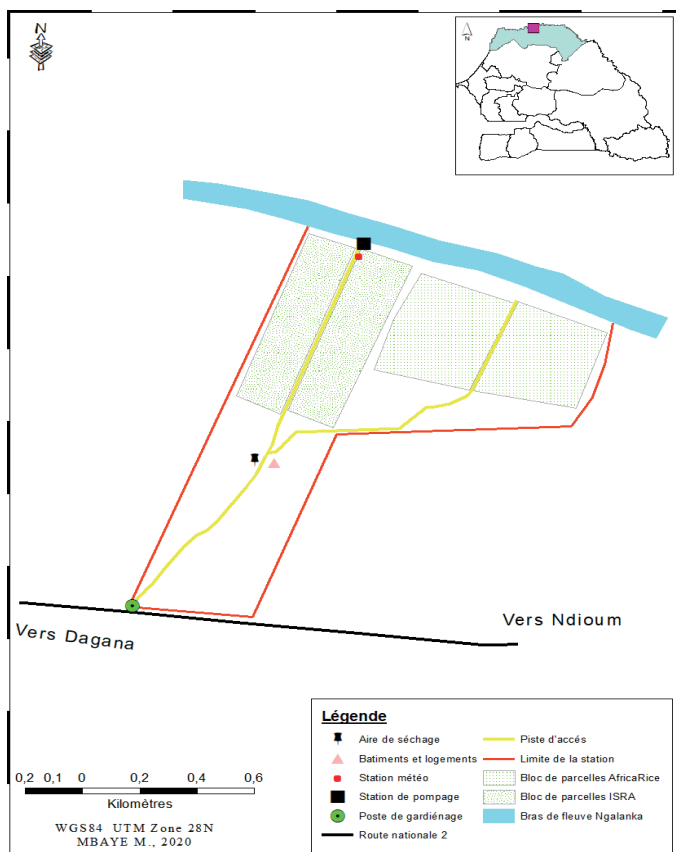 N
N
Vers Ndioum
Vers Dagana
Légende
Aire de séchage
Batiments et logements
Station météo
Station de pompage
Poste de gardiénage
Route nationale 2
Piste d'accés
Limite de la station
Bloc de parcelles AfricaRice
Bloc de parcelles ISRA
Bras de fleuve Ngalanka
0,2 0,1 0 0,2 0,4 0,6
Kilomètres
WGS84 UTM Zone 28N
MBAYE M., 2020